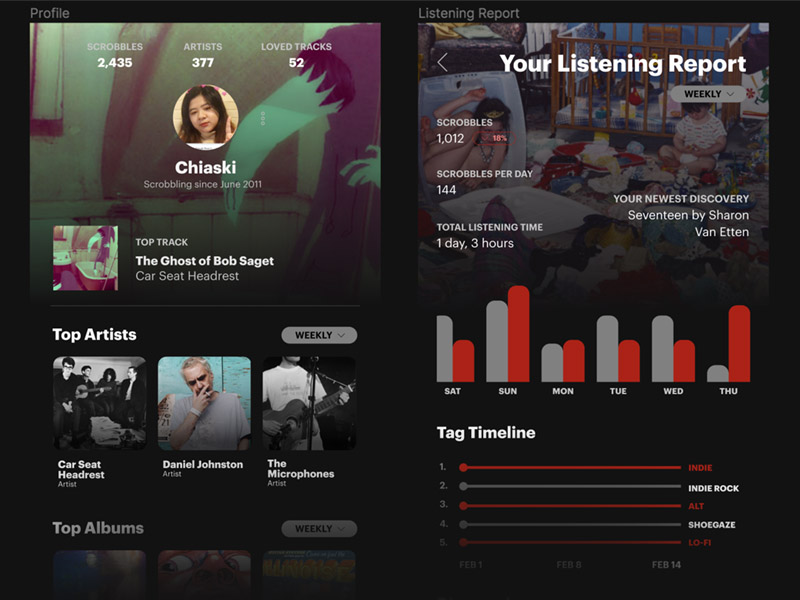 Profile
SCROBBLES
ARTISTS
LOVED TRACKS
2,435
377
52
Chiaski
Scrobbling since June 2011
TOP TRACK
The Ghost of Bob Saget
Car Seat Headrest
Top Artists
WEEKLY
Car Seat
Headrest
Artist
Daniel Johnston
Artist
The
Microphones
Artist
Top Albums
WEEKLY
Listening Report
Your Listening Report
WEEKLY
SCROBBLES
1,012
18%
SCROBBLES PER DAY
144
TOTAL LISTENING TIME
1 day, 3 hours
YOUR NEWEST DISCOVERY
Seventeen by Sharon
Van Etten
SAT
SUN
MON
TUE
WED
THU
Tag Timeline
1.
INDIE
2.
INDIE ROCK
3.
ALT
4.
SHOEGAZE
5.
LO-FI
FEB 1
FEB 8
FEB 14